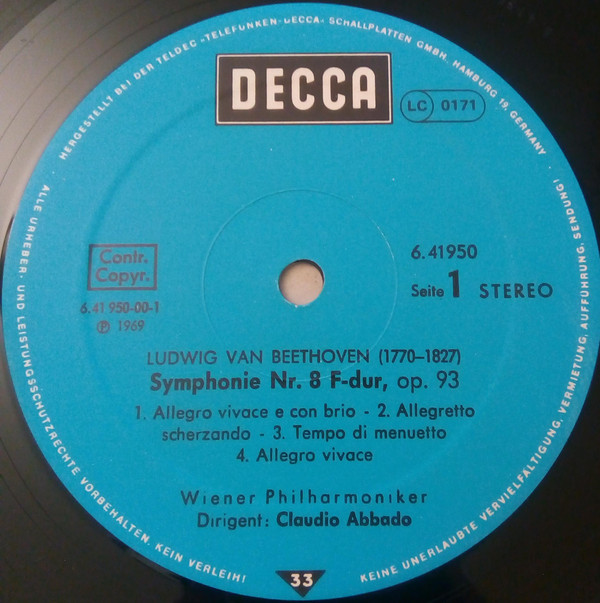 · HERGESTELLT BEI DER TELDEC »TELEFUNKEN-DECCA« SCHALLPLATTEN GMBH, HAMBURG 19, GERMANY ·
ALLE URHEBER- UND LEISTUNGSSCHUTZRECHTE VORBEHALTEN. KEIN VERLEIH!
KEINE UNERLAUBTE VERVIELFÄLTIGUNG, VERMIETUNG, AUFFÜHRUNG, SENDUNG!
DECCA
LC 0171
Contr.
Copyr.
6.41 950-00-1
℗ 1969
6.41950
Seite 1 STEREO
LUDWIG VAN BEETHOVEN (1770–1827)
Symphonie Nr. 8 F-dur, op. 93
1. Allegro vivace e con brio - 2. Allegretto
scherzando - 3. Tempo di menuetto
4. Allegro vivace
Wiener Philharmoniker
Dirigent: Claudio Abbado
33